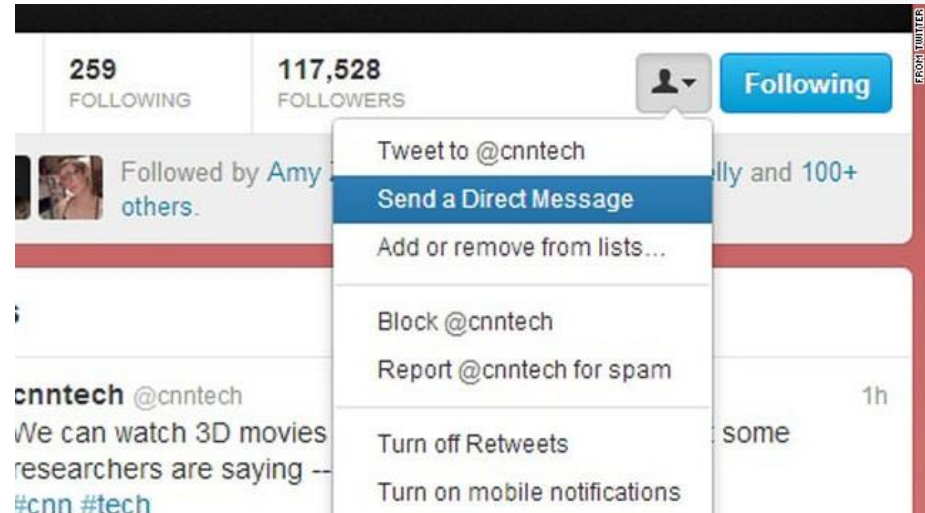 FROM TWITTER
259
FOLLOWING
117,528
FOLLOWERS
Following
Followed by Amy
and 100+
others.
Tweet to @cnntech
Send a Direct Message
Add or remove from lists...
Block @cnntech
Report @cnntech for spam
Turn off Retweets
Turn on mobile notifications
cnntech @cnntech
1h
We can watch 3D movies
some
researchers are saying --
#cnn #tech